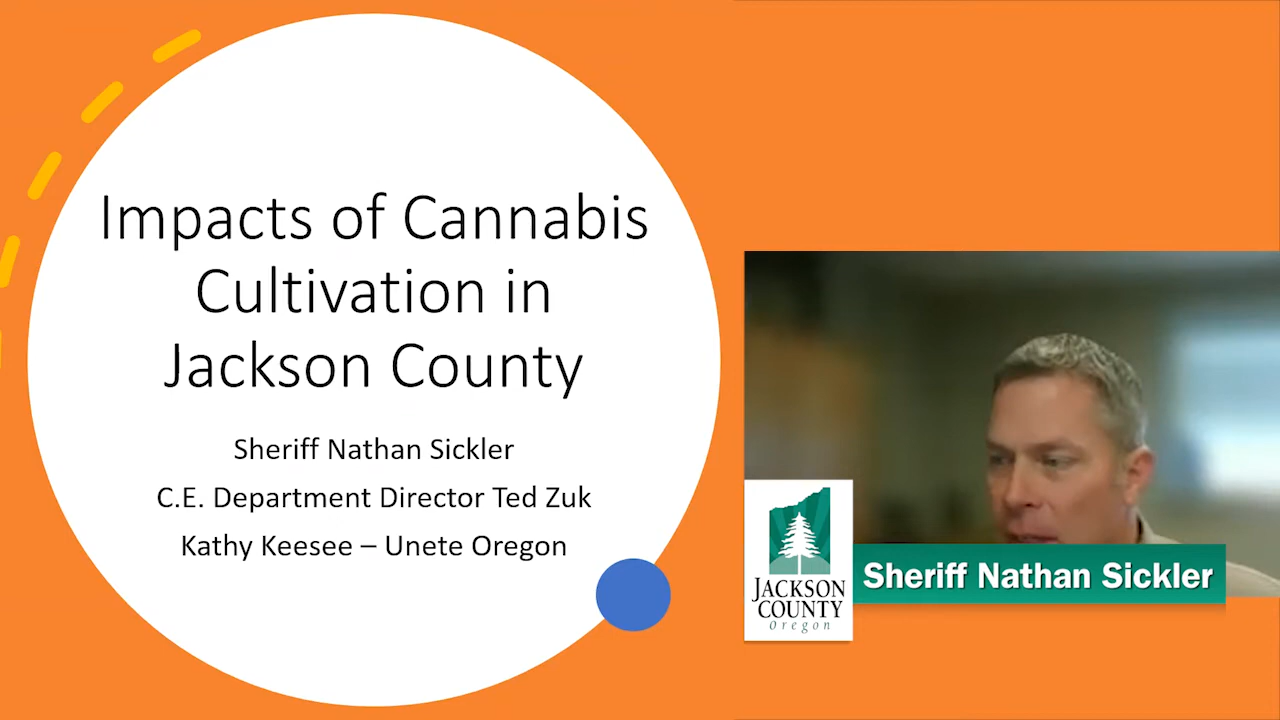 Impacts of Cannabis
Cultivation in
Jackson County
Sheriff Nathan Sickler
C.E. Department Director Ted Zuk
Kathy Keesee – Unete Oregon
JACKSON
COUNTY
Oregon
Sheriff Nathan Sickler